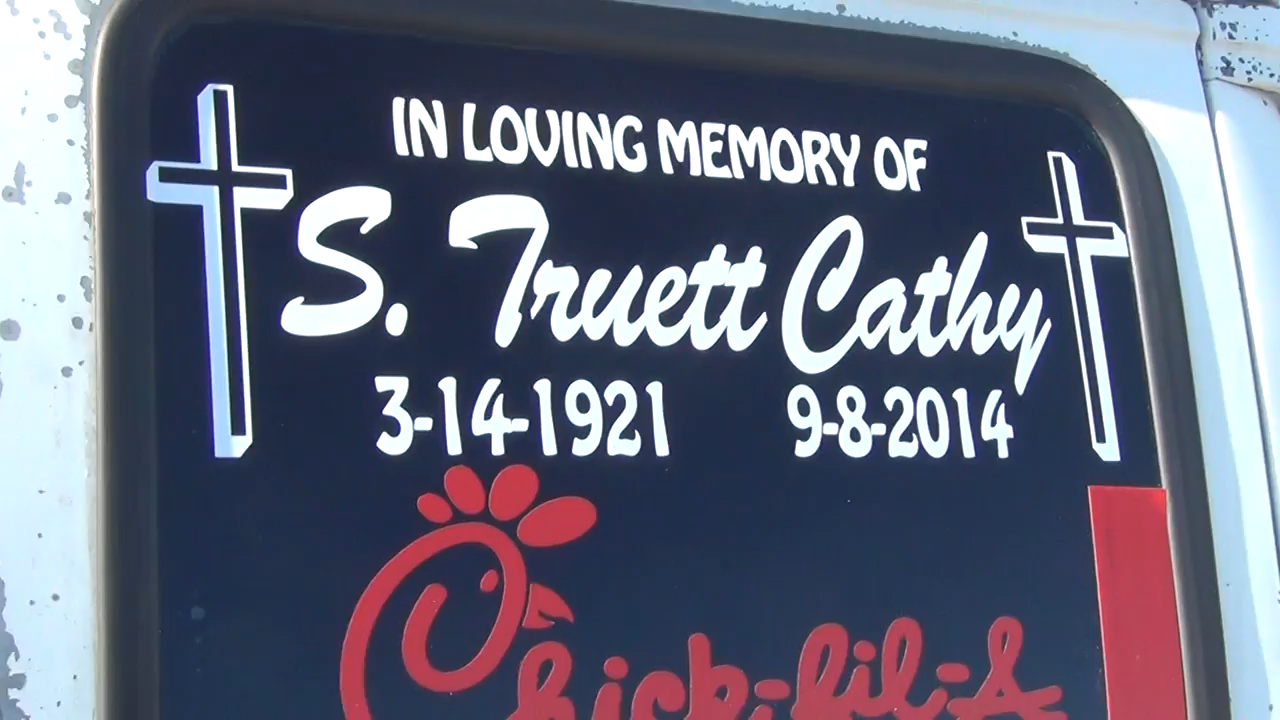 IN LOVING MEMORY OF
S. Truett Cathy
3-14-1921 9-8-2014
Chick-fil-A